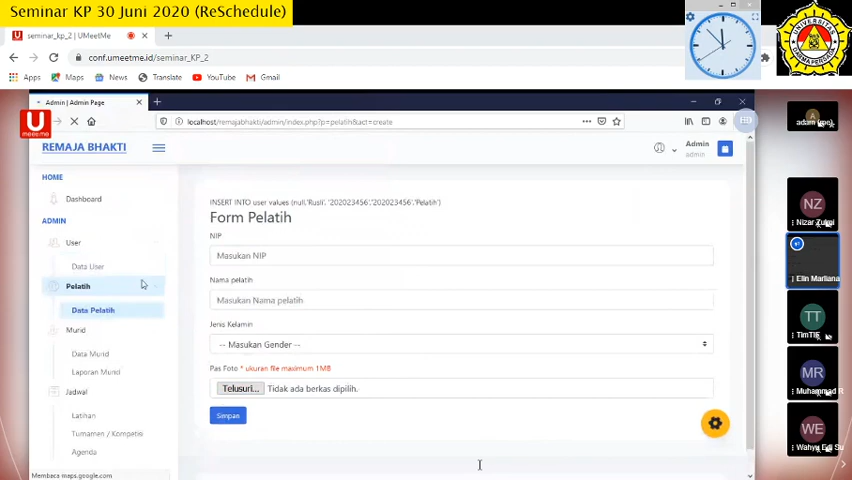 Seminar KP 30 Juni 2020 (ReSchedule)
seminar_kp_2 | UMeetMe
conf.umeetme.id/seminar_KP_2
Apps Maps News Translate YouTube Gmail
Admin | Admin Page
localhost/remajabhakti/admin/index.php?p=pelatih&act=create
umeetme
REMAJA BHAKTI
Admin
admin
HD
HOME
Dashboard
ADMIN
User
Data User
Pelatih
Data Pelatih
Murid
Data Murid
Laporan Murid
Jadwal
Latihan
Turnamen / Kompetisi
Agenda
Membaca maps.google.com
INSERT INTO user values (null,'Rusli', '202023456','202023456','Pelatih')
Form Pelatih
NIP
Masukan NIP
Nama pelatih
Masukan Nama pelatih
Jenis Kelamin
-- Masukan Gender --
Pas Foto * ukuran file maximum 1MB
Telusuri... Tidak ada berkas dipilih.
Simpan
UNIVERSITAS
A
NZ
Nizar Zulmi
Elin Marliana
TT
TimTIF
MR
Muhammad R
WE
Wahyu Edi Su